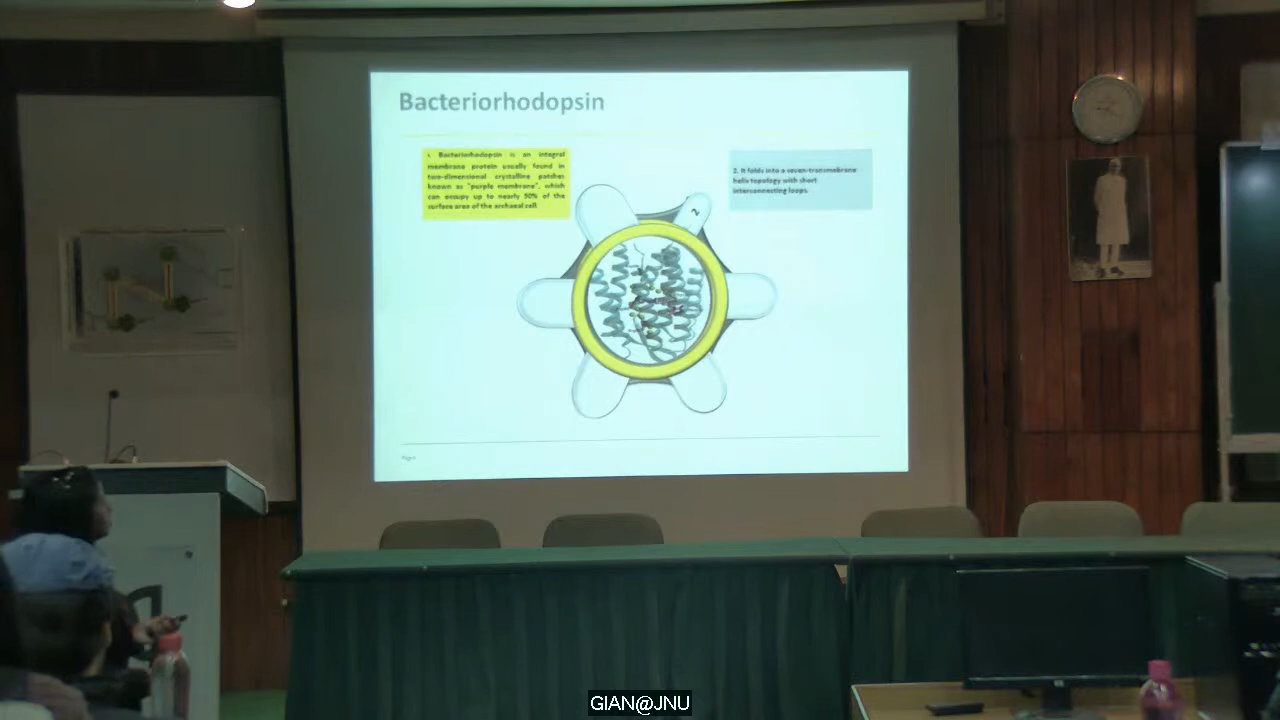 Bacteriorhodopsin
1. Bacteriorhodopsin is an integral
membrane protein usually found in
two-dimensional crystalline patches
known as "purple membrane", which
can occupy up to nearly 50% of the
surface area of the archaeal cell.
2. It folds into a seven-transmembrane
helix topology with short
interconnecting loops.
2
GIAN@JNU